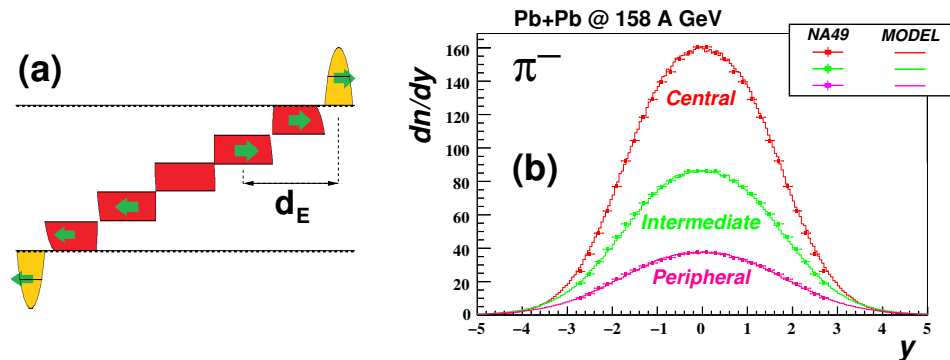 (a)
d_E
Pb+Pb @ 158 A GeV
NA49 MODEL
π⁻
Central
(b)
Intermediate
Peripheral
dn/dy
160
140
120
100
80
60
40
20
0
−5 −4 −3 −2 −1 0 1 2 3 4 5
y